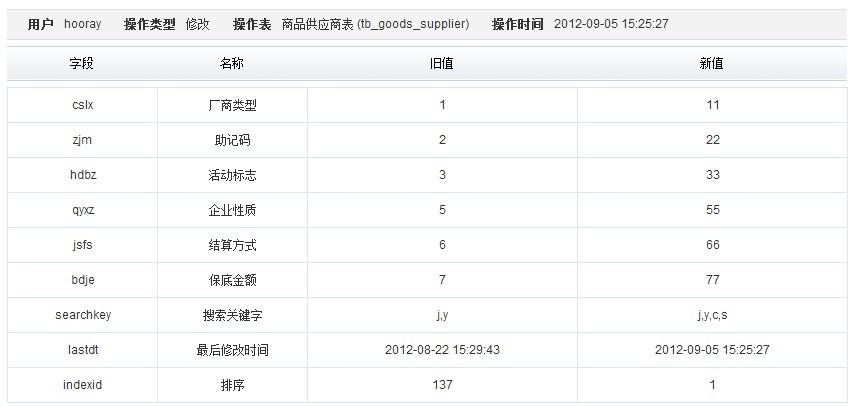 用户 hooray 操作类型 修改 操作表 商品供应商表 (tb_goods_supplier) 操作时间 2012-09-05 15:25:27
字段 名称 旧值 新值
cslx 厂商类型 1 11
zjm 助记码 2 22
hdbz 活动标志 3 33
qyxz 企业性质 5 55
jsfs 结算方式 6 66
bdje 保底金额 7 77
searchkey 搜索关键字 j,y j,y,c,s
lastdt 最后修改时间 2012-08-22 15:29:43 2012-09-05 15:25:27
indexid 排序 137 1